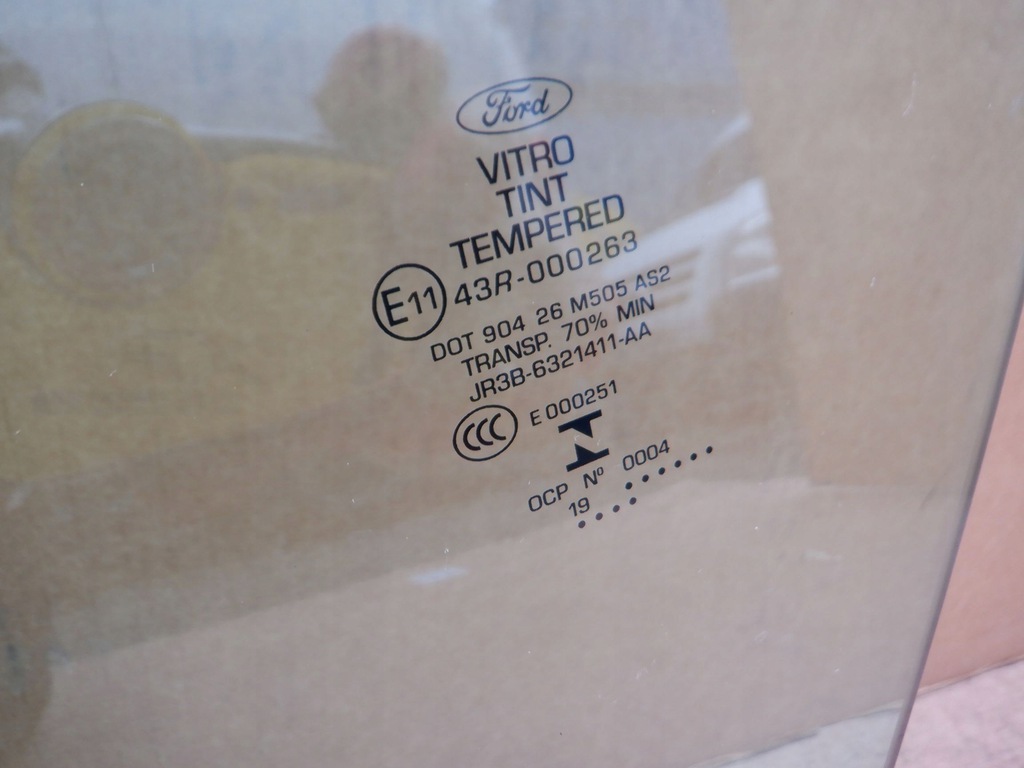 Ford
VITRO
TINT
TEMPERED
E11 43R-000263
DOT 904 26 M505 AS2
TRANSP. 70% MIN
JR3B-6321411-AA
CCC E 000251
OCP Nº 0004
19